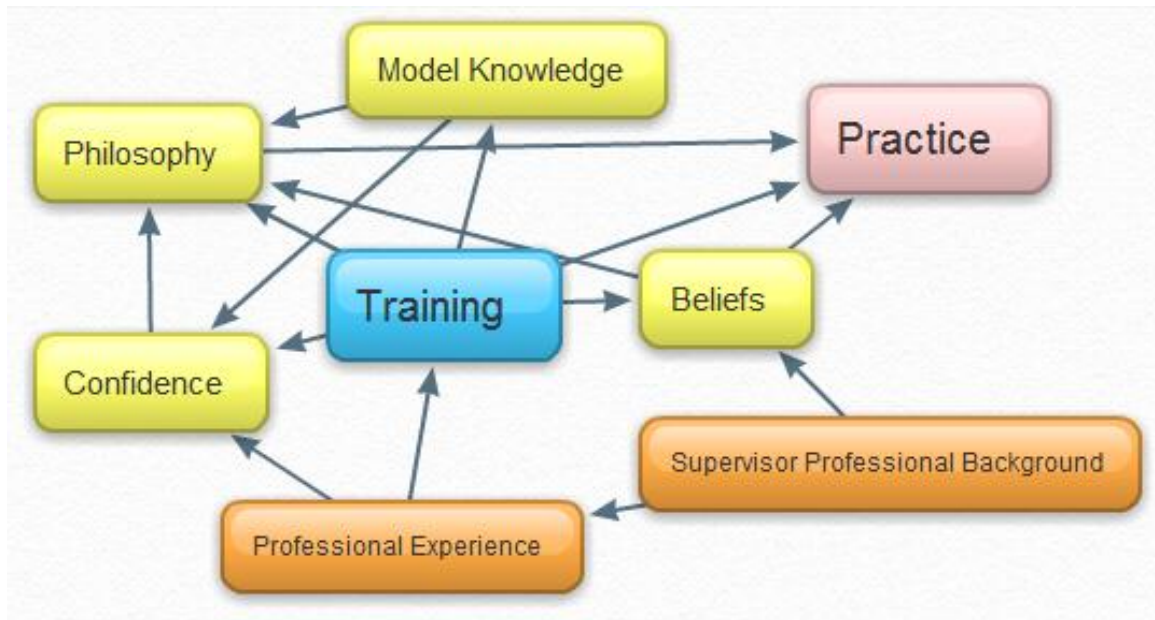 Model Knowledge
Practice
Philosophy
Training
Beliefs
Confidence
Supervisor Professional Background
Professional Experience